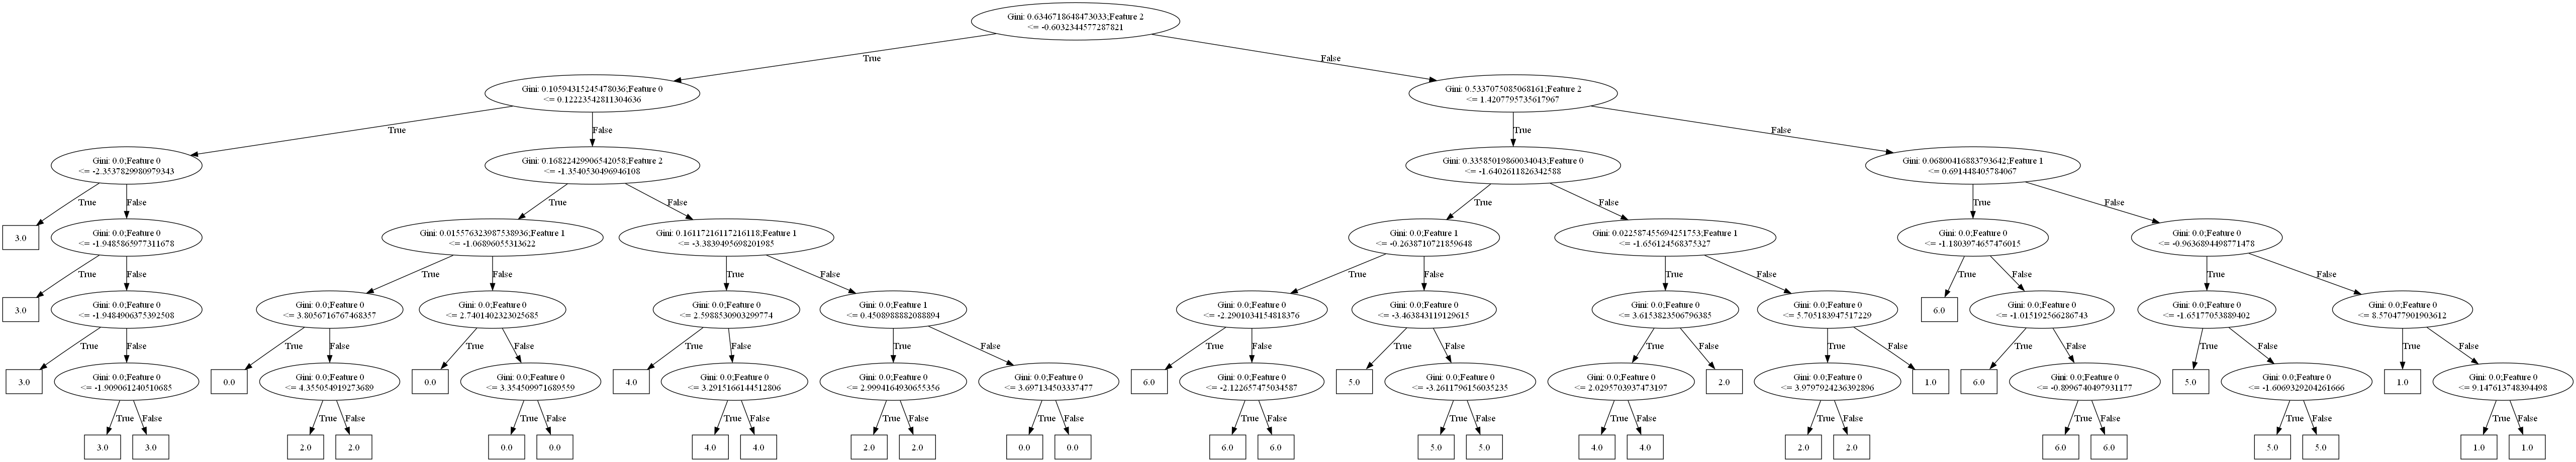 Gini: 0.6346718648473033;Feature 2
<= -0.6032344577287821
True
False
Gini: 0.10594315245478036;Feature 0
<= 0.12223542811304636
Gini: 0.5337075085068161;Feature 2
<= 1.4207795735617967
True
False
True
False
Gini: 0.0;Feature 0
<= -2.3537829980979343
Gini: 0.16822429906542058;Feature 2
<= -1.3540530496946108
Gini: 0.33585019860034043;Feature 0
<= -1.6402611826342588
Gini: 0.06800416883793642;Feature 1
<= 0.691448405784067
True
False
True
False
True
False
True
False
3.0
Gini: 0.0;Feature 0
<= -1.9485865977311678
Gini: 0.015576323987538936;Feature 1
<= -1.06896055313622
Gini: 0.16117216117216118;Feature 1
<= -3.3839495698201985
Gini: 0.0;Feature 1
<= -0.2638710721859648
Gini: 0.022587455694251753;Feature 1
<= -1.656124568375327
Gini: 0.0;Feature 0
<= -1.1803974657476015
Gini: 0.0;Feature 0
<= -0.9636894498771478
True
False
True
False
True
False
True
False
True
False
True
False
True
False
3.0
Gini: 0.0;Feature 0
<= -1.9484906375392508
Gini: 0.0;Feature 0
<= 3.8056716767468357
Gini: 0.0;Feature 0
<= 2.7401402323025685
Gini: 0.0;Feature 0
<= 2.5988530903299774
Gini: 0.0;Feature 1
<= 0.4508988882088894
Gini: 0.0;Feature 0
<= -2.2901034154818376
Gini: 0.0;Feature 0
<= -3.463843119129615
Gini: 0.0;Feature 0
<= 3.6153823506796385
Gini: 0.0;Feature 0
<= 5.705183947517229
6.0
Gini: 0.0;Feature 0
<= -1.015192566286743
Gini: 0.0;Feature 0
<= -1.65177053889402
Gini: 0.0;Feature 0
<= 8.570477901903612
True
False
True
False
True
False
True
False
True
False
True
False
True
False
True
False
True
False
True
False
True
False
True
False
3.0
Gini: 0.0;Feature 0
<= -1.909061240510685
0.0
Gini: 0.0;Feature 0
<= 4.355054919273689
0.0
Gini: 0.0;Feature 0
<= 3.354509971689559
4.0
Gini: 0.0;Feature 0
<= 3.2915166144512806
Gini: 0.0;Feature 0
<= 2.9994164930655356
Gini: 0.0;Feature 0
<= 3.697134503337477
6.0
Gini: 0.0;Feature 0
<= -2.122657475034587
5.0
Gini: 0.0;Feature 0
<= -3.2611796156035235
Gini: 0.0;Feature 0
<= 2.0295703937473197
2.0
Gini: 0.0;Feature 0
<= 3.9797924236392896
1.0
6.0
Gini: 0.0;Feature 0
<= -0.8996740497931177
5.0
Gini: 0.0;Feature 0
<= -1.6069329204261666
1.0
Gini: 0.0;Feature 0
<= 9.147613748394498
True
False
True
False
True
False
True
False
True
False
True
False
True
False
True
False
True
False
True
False
True
False
True
False
True
False
3.0
3.0
2.0
2.0
0.0
0.0
4.0
4.0
2.0
2.0
0.0
0.0
6.0
6.0
5.0
5.0
4.0
4.0
2.0
2.0
6.0
6.0
5.0
5.0
1.0
1.0